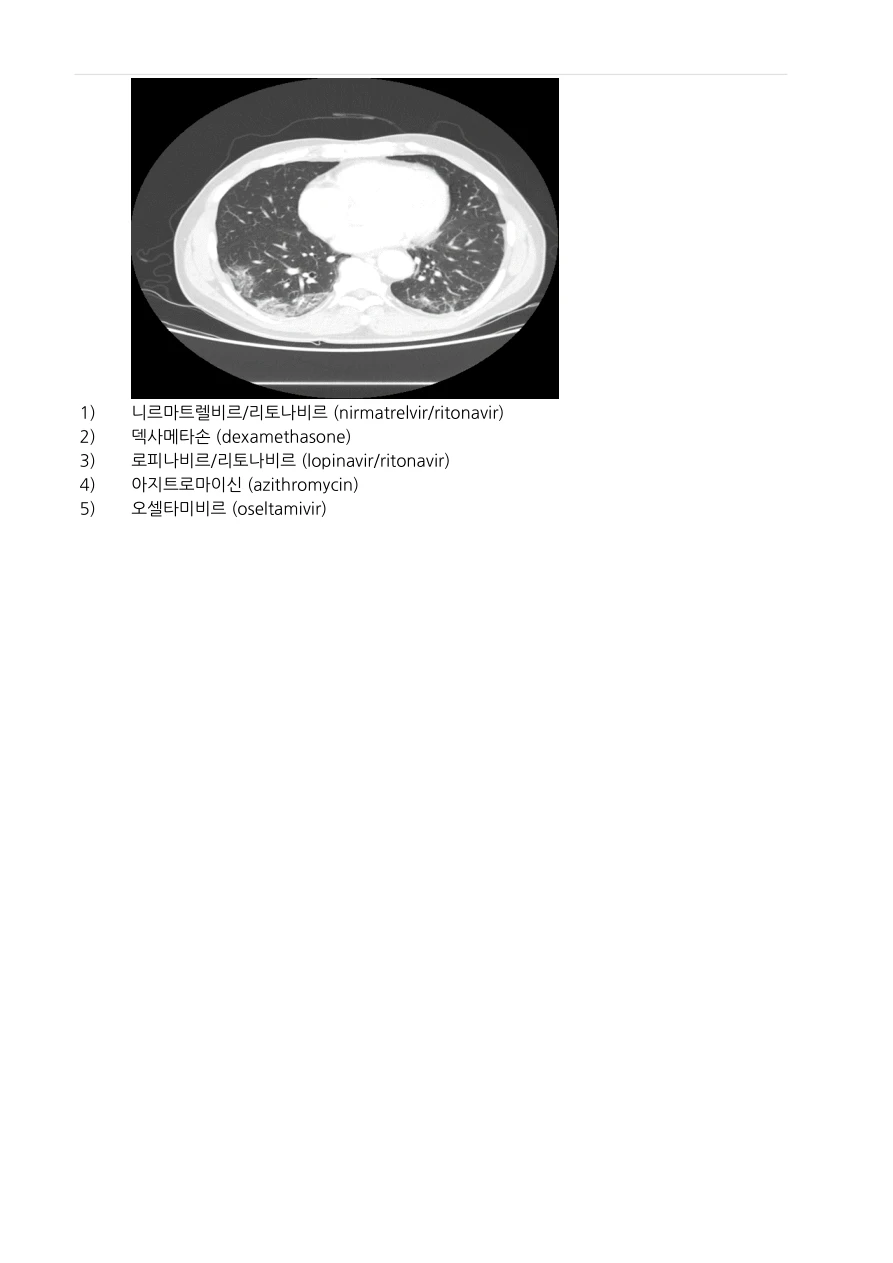 1) 니르마트렐비르/리토나비르 (nirmatrelvir/ritonavir)
2) 덱사메타손 (dexamethasone)
3) 로피나비르/리토나비르 (lopinavir/ritonavir)
4) 아지트로마이신 (azithromycin)
5) 오셀타미비르 (oseltamivir)